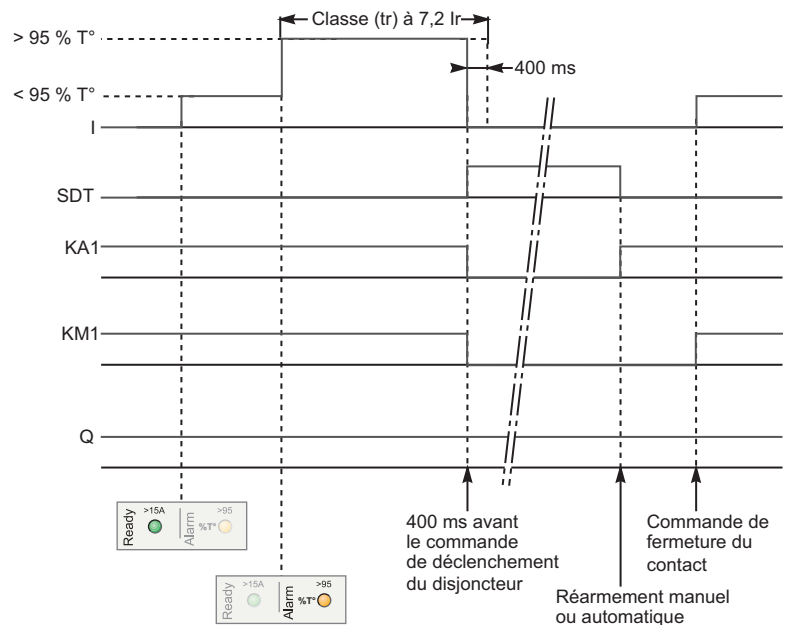 Classe (tr) à 7,2 Ir
> 95 % T°
400 ms
< 95 % T°
I
SDT
KA1
KM1
Q
Ready
>15A
Alarm
>95
%T°
Ready
>15A
Alarm
>95
%T°
400 ms avant
le commande
de déclenchement
du disjoncteur
Réarmement manuel
ou automatique
Commande de
fermeture du
contact